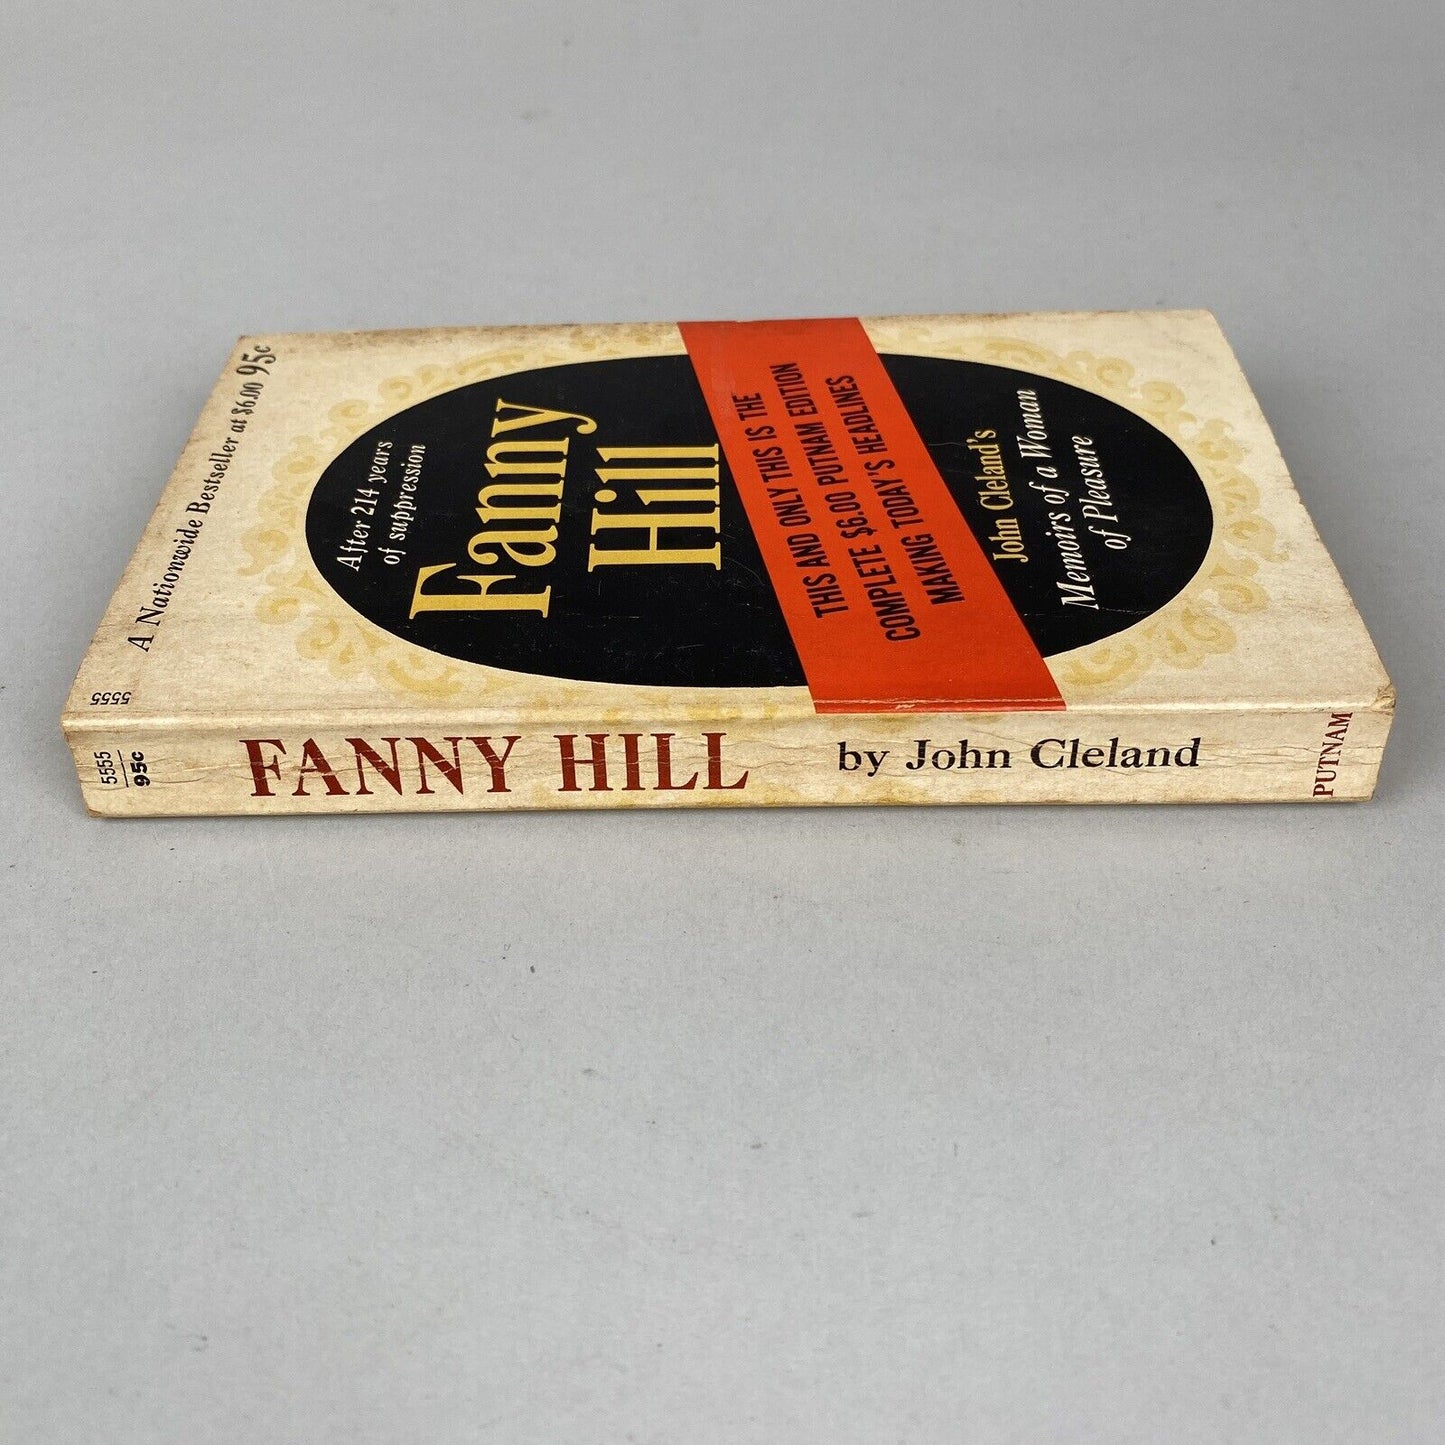 A Nationwide Bestseller at $6.00 95c
After 214 years
of suppression
Fanny
Hill
THIS AND ONLY THIS IS THE
COMPLETE $6.00 PUTNAM EDITION
MAKING TODAY'S HEADLINES
John Cleland's
Memoirs of a Woman
of Pleasure
5555
5555
95c
FANNY HILL by John Cleland
PUTNAM